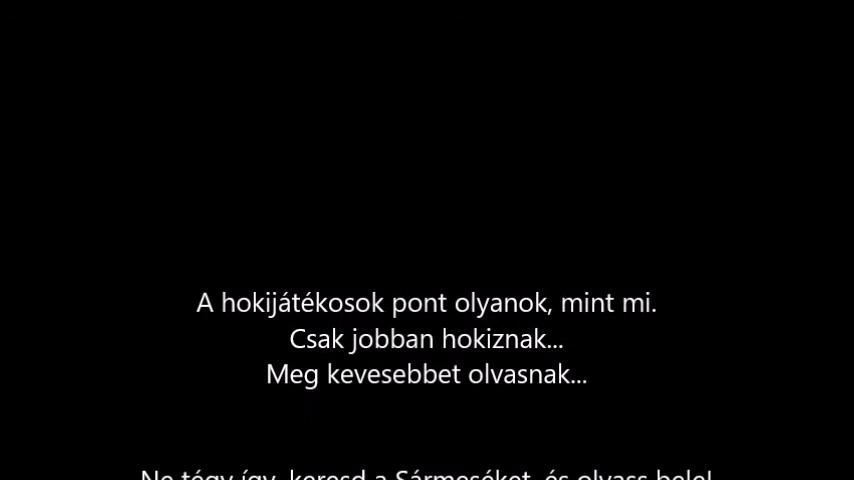 A hokijátékosok pont olyanok, mint mi.
Csak jobban hokiznak...
Meg kevesebbet olvasnak...
Ne tégy így, keresd a Sármeséket, és olvass bele!